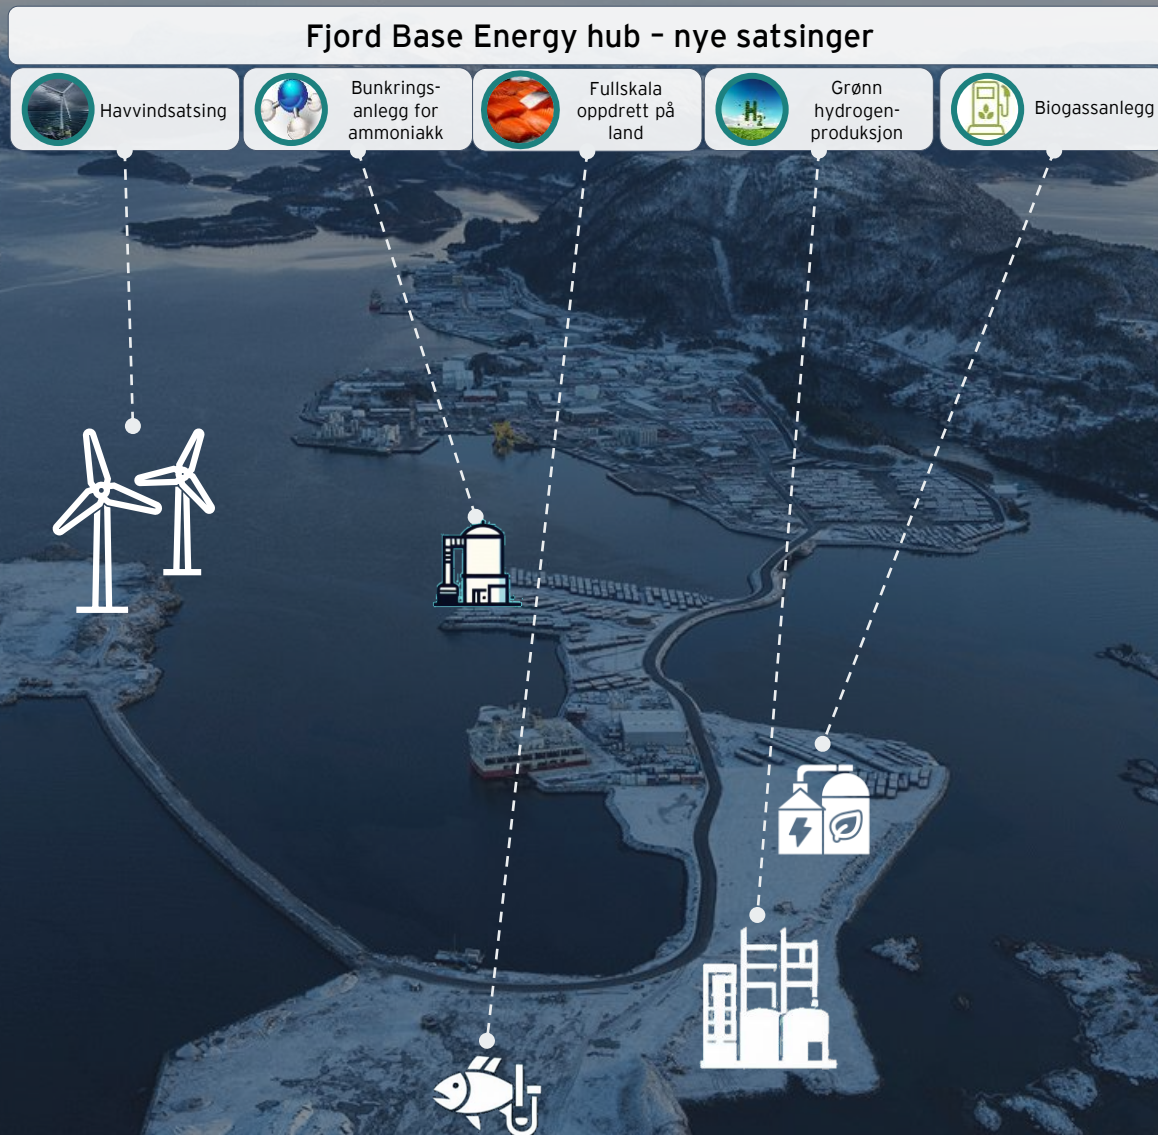 Fjord Base Energy hub – nye satsinger
Havvindsatsing
Bunkrings-
anlegg for
ammoniakk
Fullskala
oppdrett på
land
H2
Grønn
hydrogen-
produksjon
Biogassanlegg